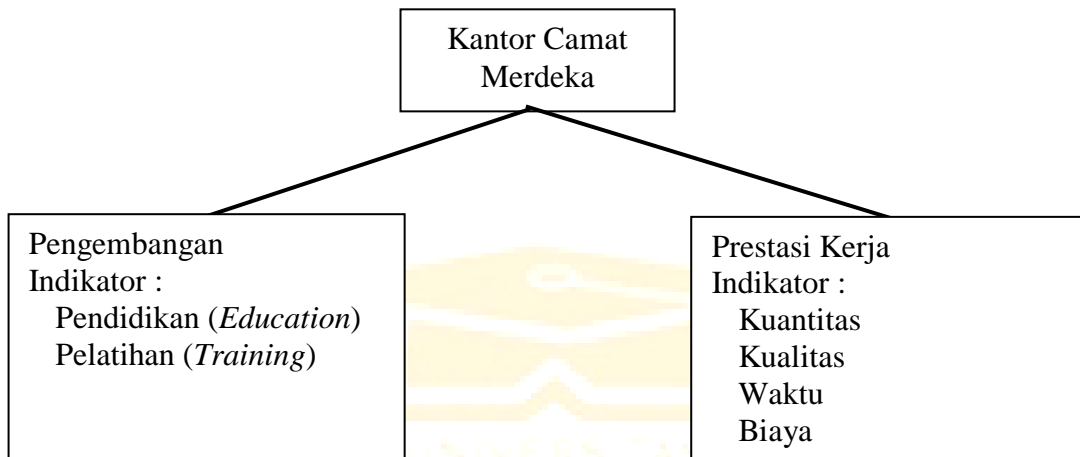 Kantor Camat
Merdeka
Pengembangan
Indikator :
Pendidikan (Education)
Pelatihan (Training)
Prestasi Kerja
Indikator :
Kuantitas
Kualitas
Waktu
Biaya